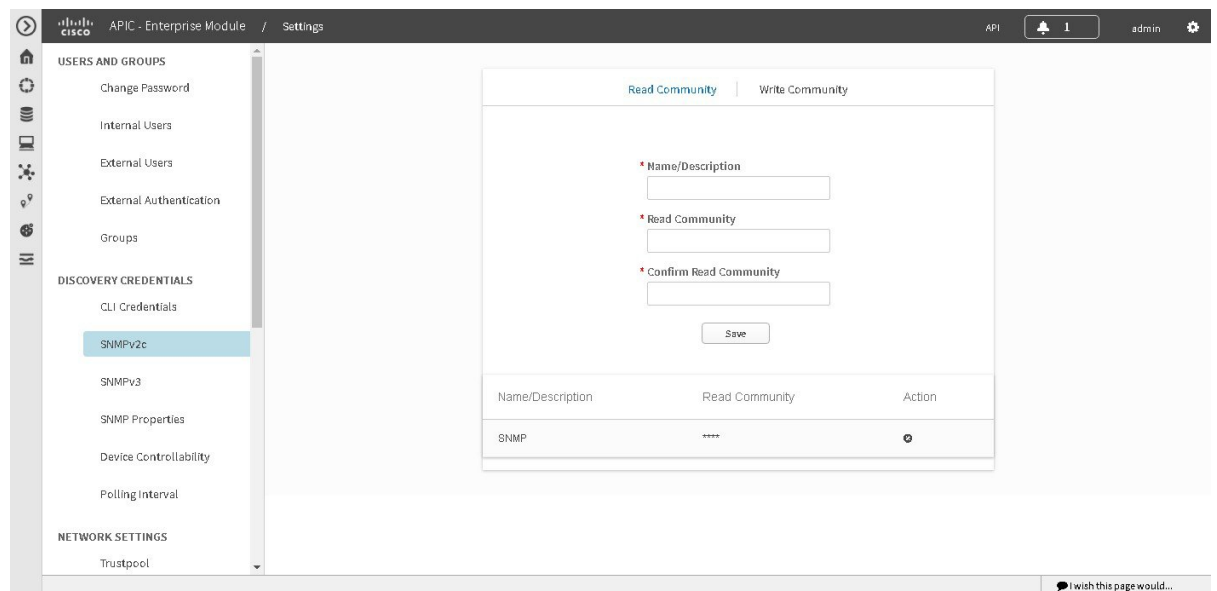 CISCO APIC - Enterprise Module / Settings API 1 admin
USERS AND GROUPS
Change Password
Internal Users
External Users
External Authentication
Groups
DISCOVERY CREDENTIALS
CLI Credentials
SNMPv2c
SNMPv3
SNMP Properties
Device Controllability
Polling Interval
NETWORK SETTINGS
Trustpool
Read Community Write Community
* Name/Description
* Read Community
* Confirm Read Community
Save
Name/Description Read Community Action
SNMP ****
I wish this page would...